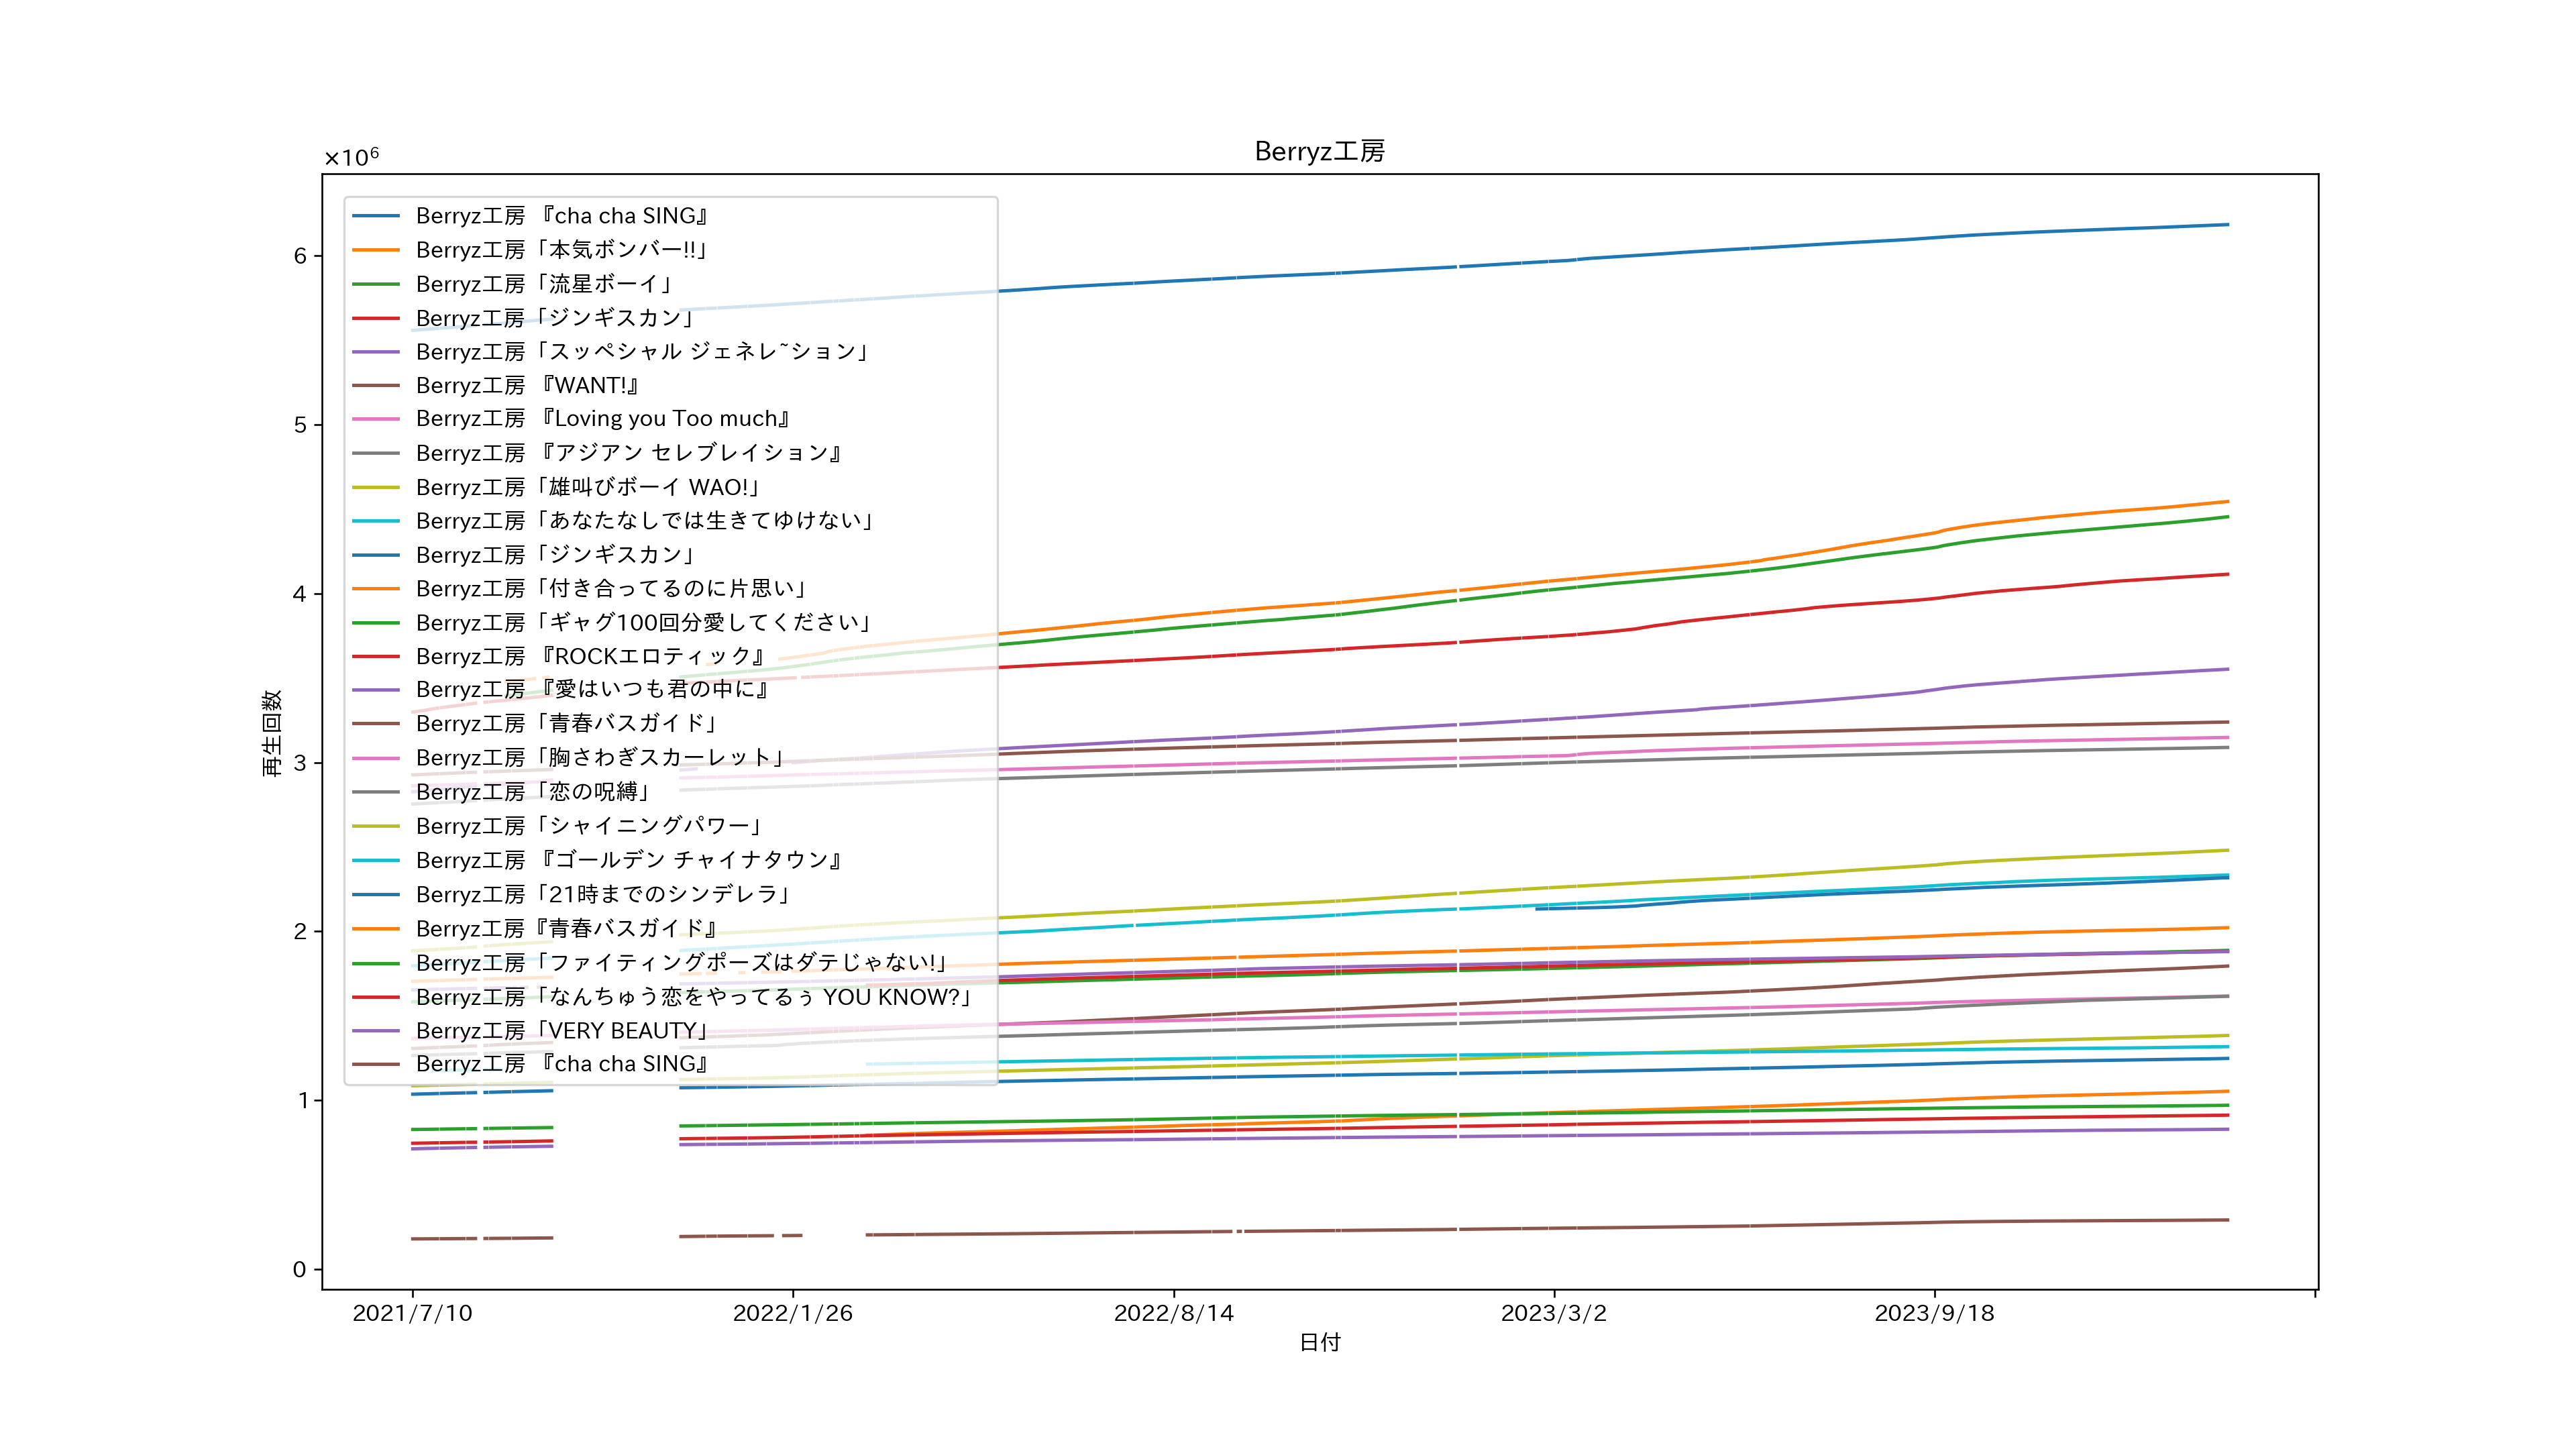 Berryz工房
×10⁶
Berryz工房 『cha cha SING』
Berryz工房「本気ボンバー!!」
Berryz工房「流星ボーイ」
Berryz工房「ジンギスカン」
Berryz工房「スッペシャル ジェネレ~ション」
Berryz工房 『WANT!』
Berryz工房 『Loving you Too much』
Berryz工房 『アジアン セレブレイション』
Berryz工房「雄叫びボーイ WAO!」
Berryz工房「あなたなしでは生きてゆけない」
Berryz工房「ジンギスカン」
Berryz工房「付き合ってるのに片思い」
Berryz工房「ギャグ100回分愛してください」
Berryz工房 『ROCKエロティック』
Berryz工房 『愛はいつも君の中に』
Berryz工房「青春バスガイド」
Berryz工房「胸さわぎスカーレット」
Berryz工房「恋の呪縛」
Berryz工房「シャイニングパワー」
Berryz工房 『ゴールデン チャイナタウン』
Berryz工房「21時までのシンデレラ」
Berryz工房『青春バスガイド』
Berryz工房「ファイティングポーズはダテじゃない!」
Berryz工房「なんちゅう恋をやってるぅ YOU KNOW?」
Berryz工房「VERY BEAUTY」
Berryz工房 『cha cha SING』
6
5
4
3
2
1
0
再生回数
2021/7/10
2022/1/26
2022/8/14
2023/3/2
2023/9/18
日付